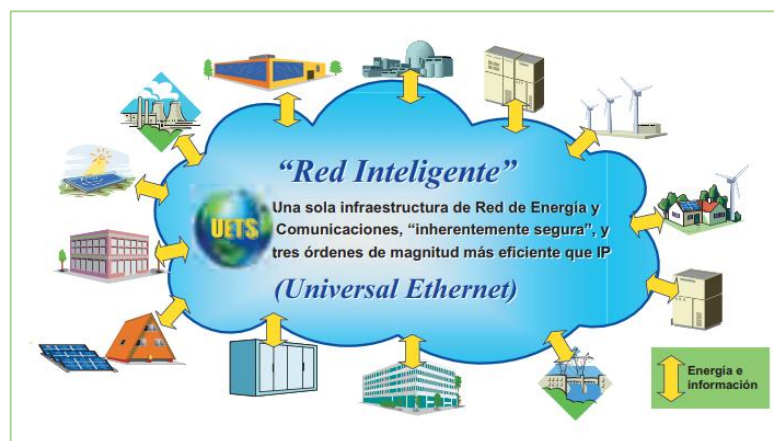 “Red Inteligente”
Una sola infraestructura de Red de Energía y
Comunicaciones, “inherentemente segura”, y
UETS
tres órdenes de magnitud más eficiente que IP
(Universal Ethernet)
Energía e
información